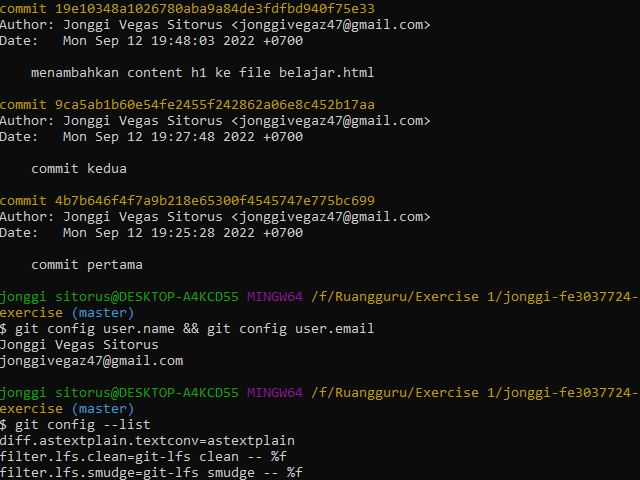 commit 19e10348a1026780aba9a84de3fdfbd940f75e33
Author: Jonggi Vegas Sitorus <jonggivegaz47@gmail.com>
Date:   Mon Sep 12 19:48:03 2022 +0700
menambahkan content h1 ke file belajar.html
commit 9ca5ab1b60e54fe2455f242862a06e8c452b17aa
Author: Jonggi Vegas Sitorus <jonggivegaz47@gmail.com>
Date:   Mon Sep 12 19:27:48 2022 +0700
commit kedua
commit 4b7b646f4f7a9b218e65300f4545747e775bc699
Author: Jonggi Vegas Sitorus <jonggivegaz47@gmail.com>
Date:   Mon Sep 12 19:25:28 2022 +0700
commit pertama
jonggi sitorus@DESKTOP-A4KCD55 MINGW64 /f/Ruangguru/Exercise 1/jonggi-fe3037724-
exercise (master)
$ git config user.name && git config user.email
Jonggi Vegas Sitorus
jonggivegaz47@gmail.com
jonggi sitorus@DESKTOP-A4KCD55 MINGW64 /f/Ruangguru/Exercise 1/jonggi-fe3037724-
exercise (master)
$ git config --list
diff.astextplain.textconv=astextplain
filter.lfs.clean=git-lfs clean -- %f
filter.lfs.smudge=git-lfs smudge -- %f